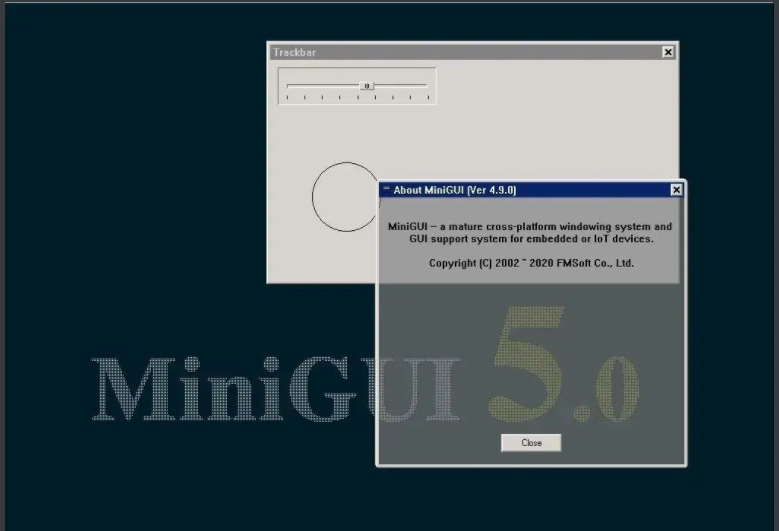 Trackbar
About MiniGUI (Ver 4.9.0)
MiniGUI – a mature cross-platform windowing system and
GUI support system for embedded or IoT devices.
Copyright (C) 2002 ~ 2020 FMSoft Co., Ltd.
MiniGUI 5.0
Close